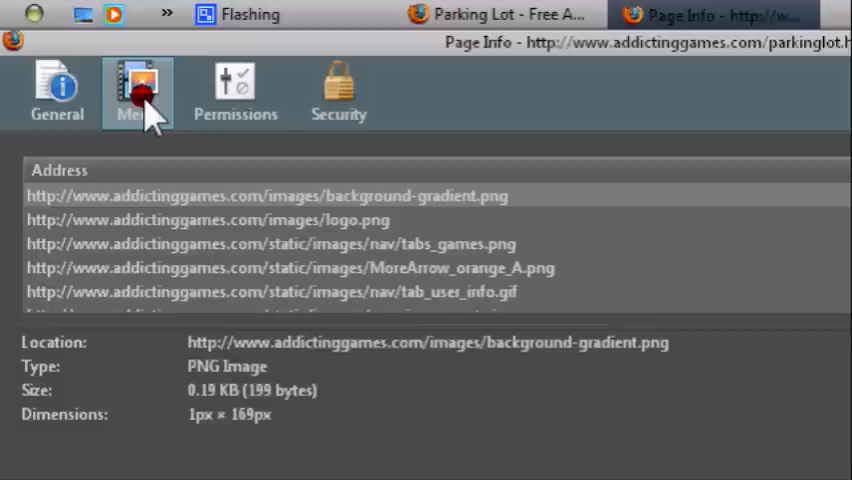 » Flashing Parking Lot - Free A... Page Info - http://w...
Page Info - http://www.addictinggames.com/parkinglot.h
General Permissions Security
Address
http://www.addictinggames.com/images/background-gradient.png
http://www.addictinggames.com/images/logo.png
http://www.addictinggames.com/static/images/nav/tabs_games.png
http://www.addictinggames.com/static/images/MoreArrow_orange_A.png
http://www.addictinggames.com/static/images/nav/tab_user_info.gif
Location: http://www.addictinggames.com/images/background-gradient.png
Type: PNG Image
Size: 0.19 KB (199 bytes)
Dimensions: 1px × 169px